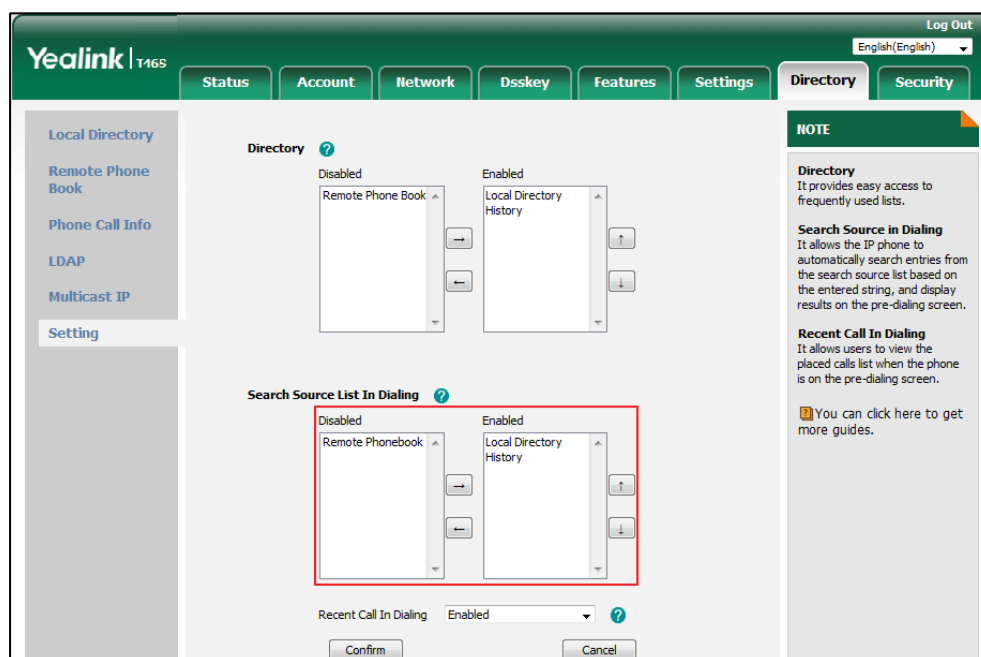 Log Out
English(English)
Yealink T46S
Status Account Network Dsskey Features Settings Directory Security
Local Directory
Remote Phone
Book
Phone Call Info
LDAP
Multicast IP
Setting
Directory ?
Disabled Enabled
Remote Phone Book Local Directory
History
→ ↑
← ↓
Search Source List In Dialing ?
Disabled Enabled
Remote Phonebook Local Directory
History
→ ↑
← ↓
Recent Call In Dialing Enabled ?
Confirm Cancel
NOTE
Directory
It provides easy access to
frequently used lists.
Search Source in Dialing
It allows the IP phone to
automatically search entries from
the search source list based on
the entered string, and display
results on the pre-dialing screen.
Recent Call In Dialing
It allows users to view the
placed calls list when the phone
is on the pre-dialing screen.
? You can click here to get
more guides.